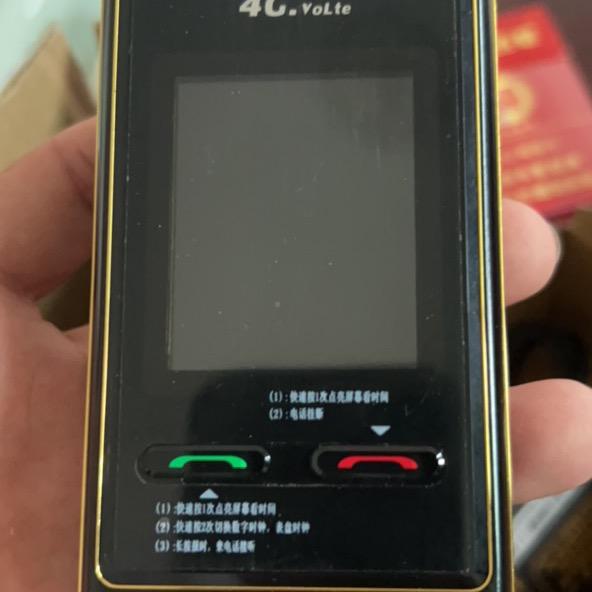 4G.VoLte
(1):快速按1次点亮屏幕看时间
(2):电话挂断
(1):快速按1次点亮屏幕看时间
(2):快速按2次切换数字时钟，表盘时钟
(3):长按报时，来电话接听